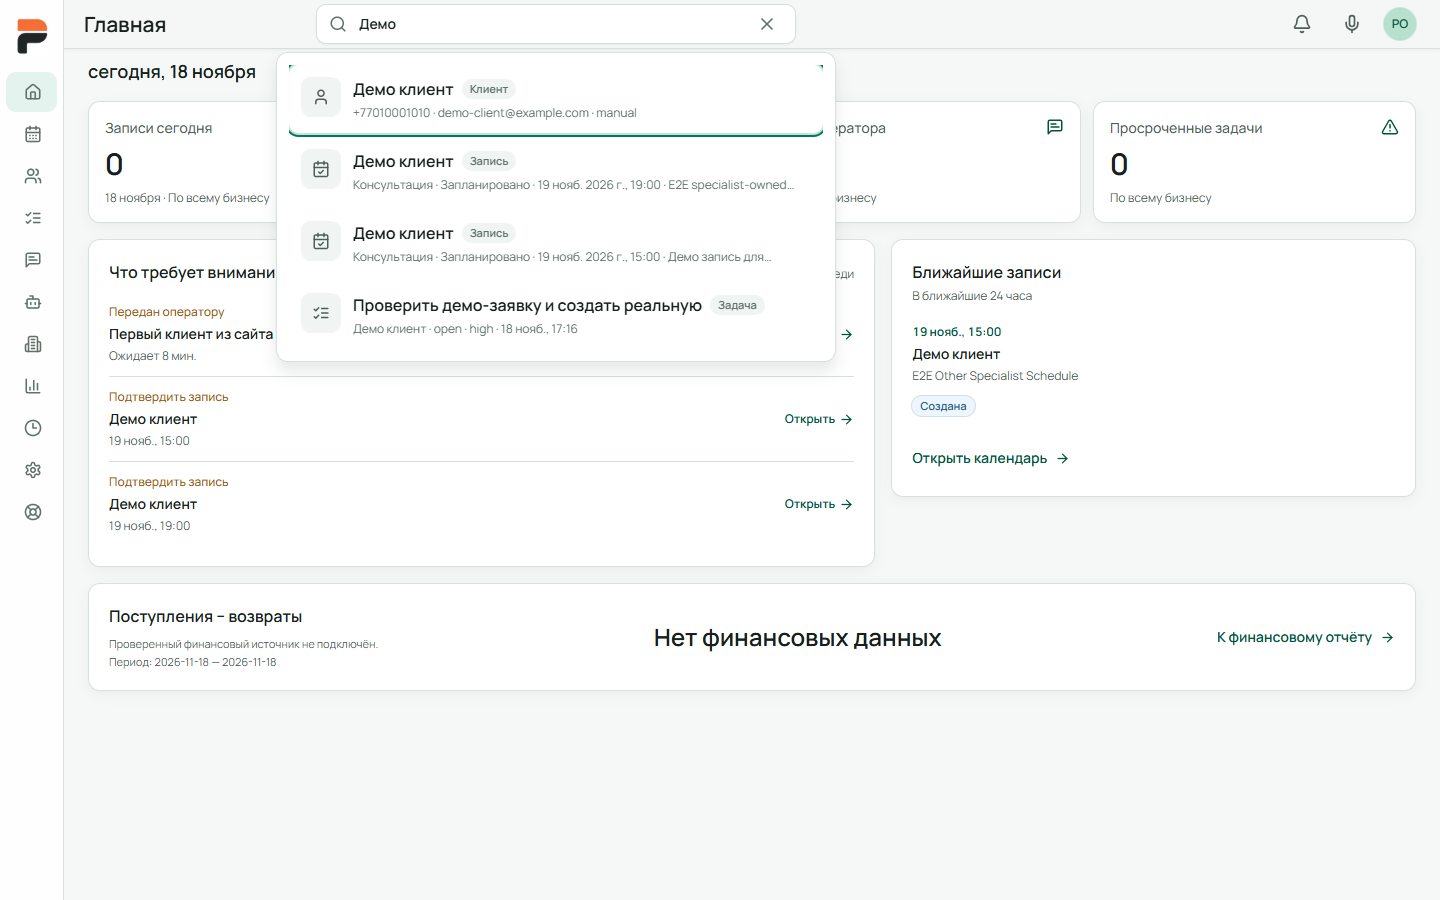 Главная
Демо
PO
сегодня, 18 ноября
Демо клиент Клиент
+77010001010 · demo-client@example.com · manual
Демо клиент Запись
Консультация · Запланировано · 19 нояб. 2026 г., 19:00 · E2E specialist-owned...
Демо клиент Запись
Консультация · Запланировано · 19 нояб. 2026 г., 15:00 · Демо запись для...
Проверить демо-заявку и создать реальную Задача
Демо клиент · open · high · 18 нояб., 17:16
Записи сегодня
0
18 ноября · По всему бизнесу
Просроченные задачи
0
По всему бизнесу
Что требует
Передан оператору
Первый клиент из сайта
Ожидает 8 мин.
Подтвердить запись
Демо клиент
19 нояб., 15:00
Открыть
Подтвердить запись
Демо клиент
19 нояб., 19:00
Открыть
Ближайшие записи
В ближайшие 24 часа
19 нояб., 15:00
Демо клиент
E2E Other Specialist Schedule
Создана
Открыть календарь
Поступления − возвраты
Проверенный финансовый источник не подключён.
Период: 2026-11-18 — 2026-11-18
Нет финансовых данных
К финансовому отчёту